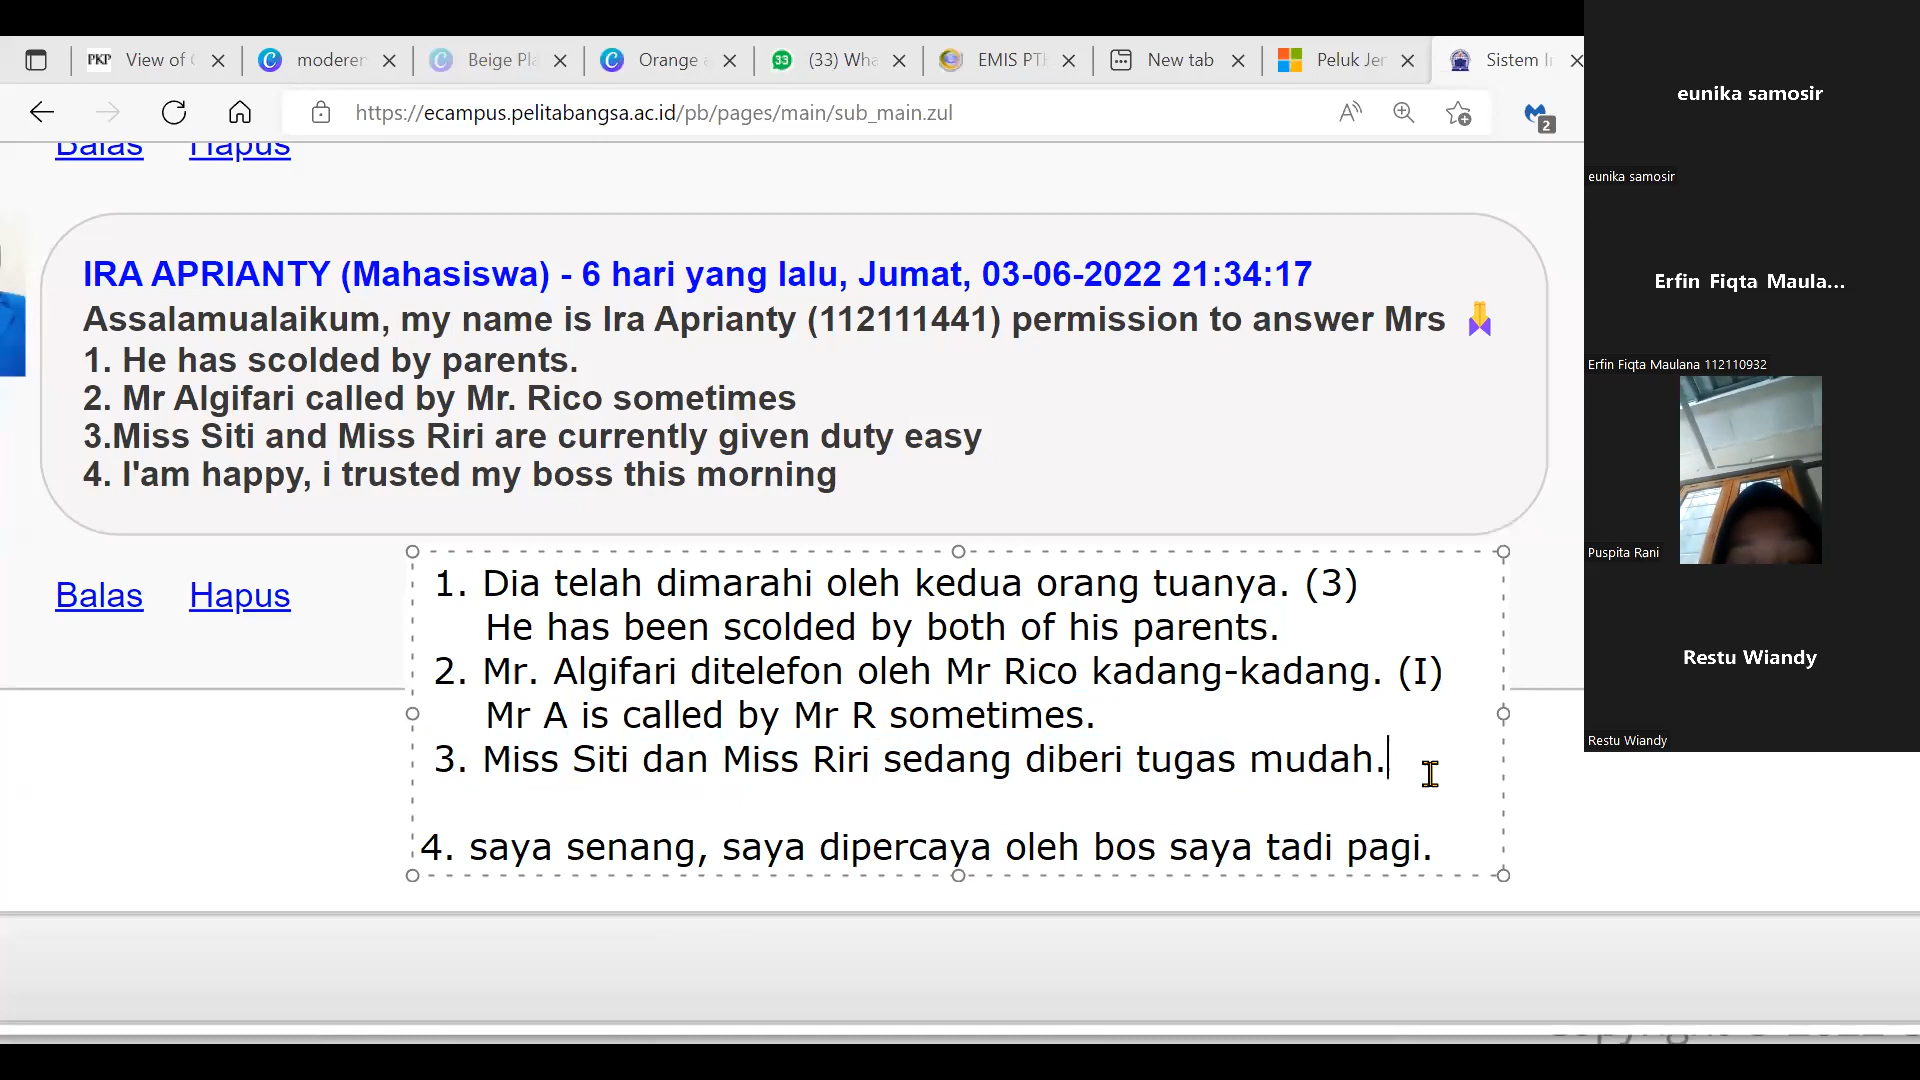 View of
moderen
Beige Pla
Orange
(33) Wha
EMIS PT
New tab
Peluk Jer
Sistem I
https://ecampus.pelitabangsa.ac.id/pb/pages/main/sub_main.zul
2
Balas Hapus
IRA APRIANTY (Mahasiswa) - 6 hari yang lalu, Jumat, 03-06-2022 21:34:17
Assalamualaikum, my name is Ira Aprianty (112111441) permission to answer Mrs 🙏
1. He has scolded by parents.
2. Mr Algifari called by Mr. Rico sometimes
3.Miss Siti and Miss Riri are currently given duty easy
4. I'am happy, i trusted my boss this morning
Balas Hapus
1. Dia telah dimarahi oleh kedua orang tuanya. (3)
He has been scolded by both of his parents.
2. Mr. Algifari ditelefon oleh Mr Rico kadang-kadang. (I)
Mr A is called by Mr R sometimes.
3. Miss Siti dan Miss Riri sedang diberi tugas mudah.
4. saya senang, saya dipercaya oleh bos saya tadi pagi.
eunika samosir
eunika samosir
Erfin Fiqta Maula...
Erfin Fiqta Maulana 112110932
Puspita Rani
Restu Wiandy
Restu Wiandy